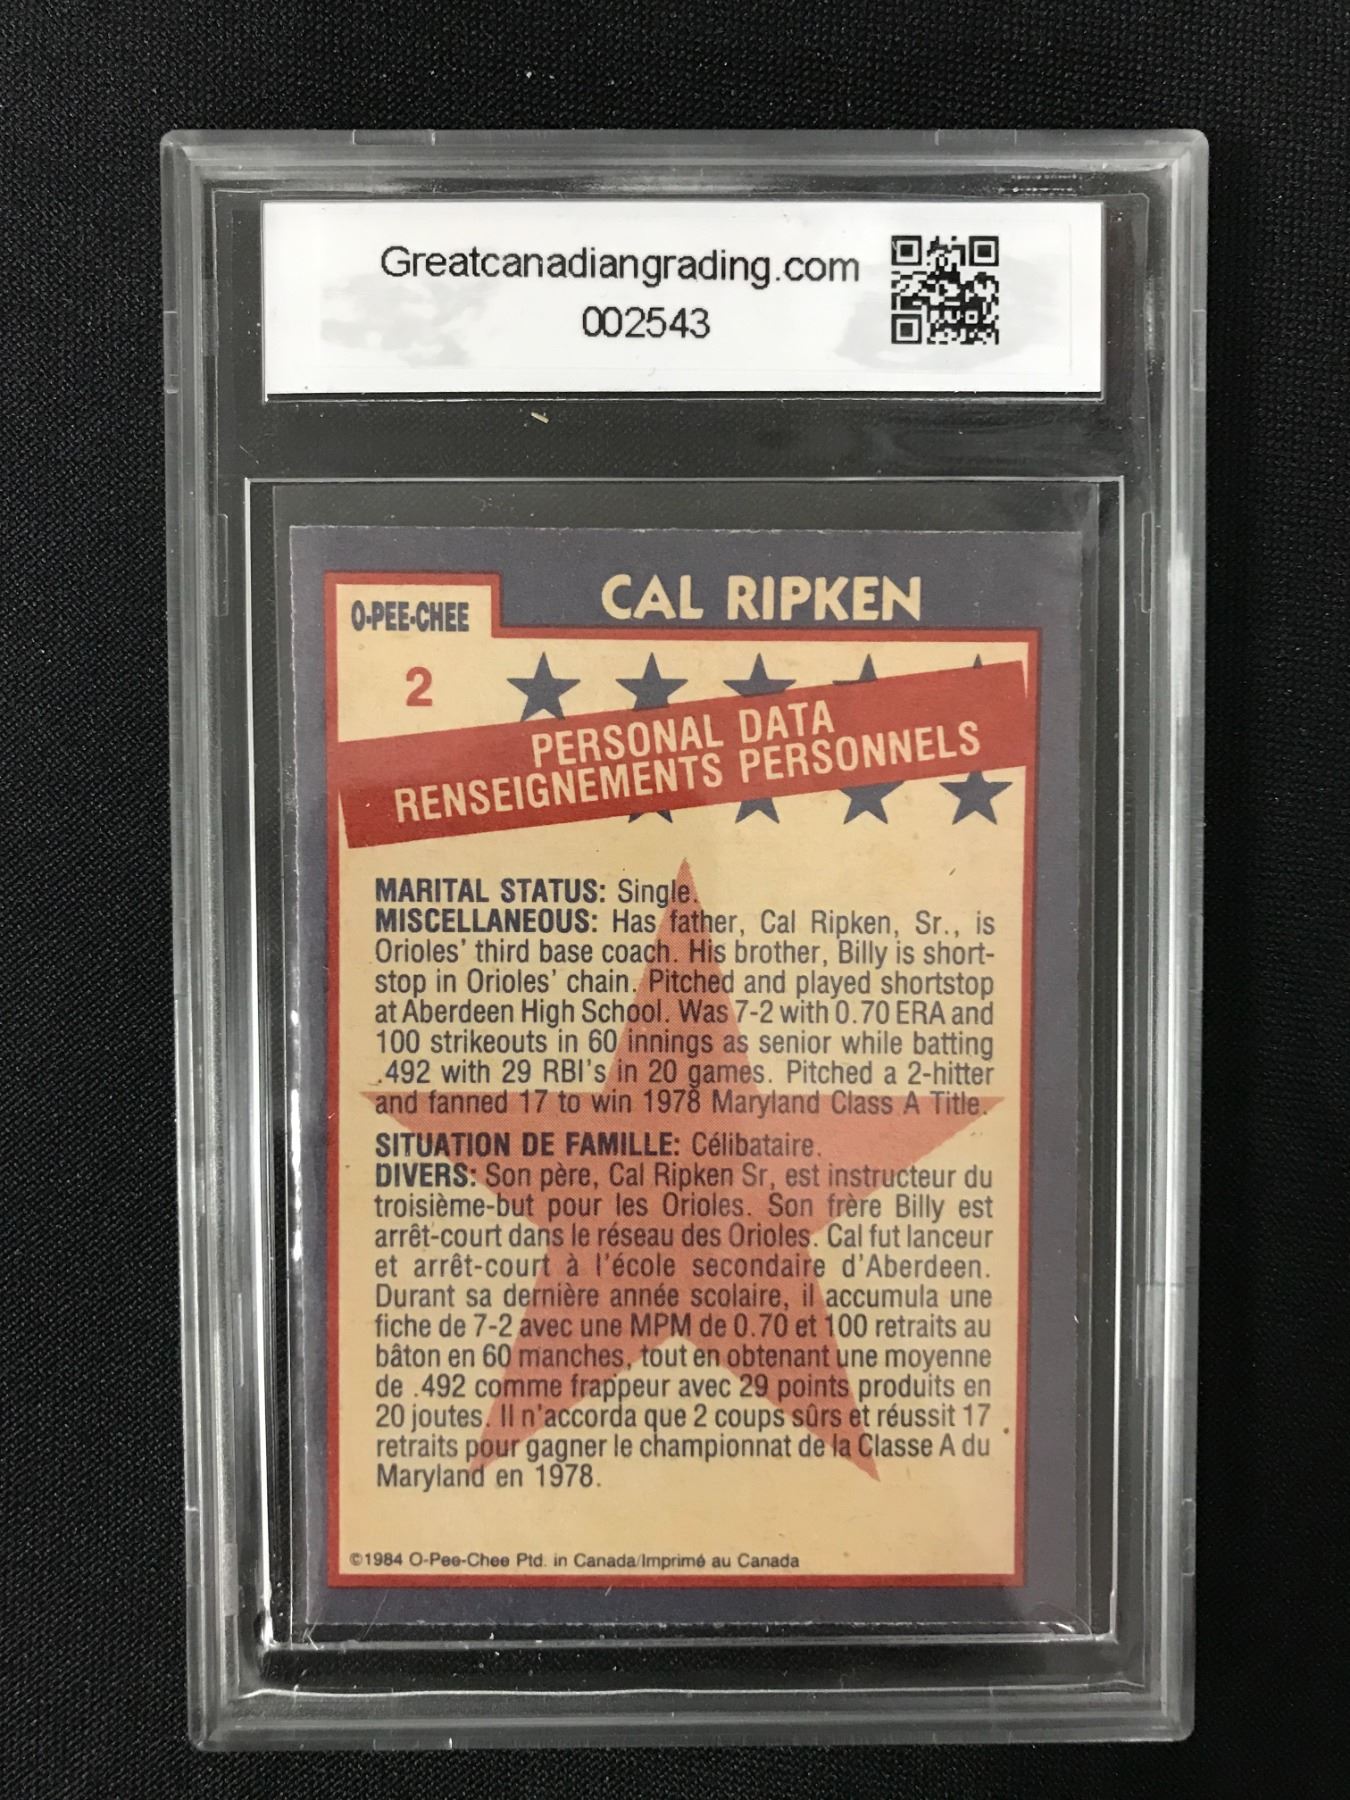 Greatcanadiangrading.com
002543
CAL RIPKEN
O-PEE-CHEE
2
PERSONAL DATA
RENSEIGNEMENTS PERSONNELS
MARITAL STATUS: Single.
MISCELLANEOUS: Has father, Cal Ripken, Sr., is
Orioles' third base coach. His brother, Billy is short-
stop in Orioles' chain. Pitched and played shortstop
at Aberdeen High School. Was 7-2 with 0.70 ERA and
100 strikeouts in 60 innings as senior while batting
.492 with 29 RBI's in 20 games. Pitched a 2-hitter
and fanned 17 to win 1978 Maryland Class A Title.
SITUATION DE FAMILLE: Célibataire.
DIVERS: Son père, Cal Ripken Sr, est instructeur du
troisième-but pour les Orioles. Son frère Billy est
arrêt-court dans le réseau des Orioles. Cal fut lanceur
et arrêt-court à l'école secondaire d'Aberdeen.
Durant sa dernière année scolaire, il accumula une
fiche de 7-2 avec une MPM de 0.70 et 100 retraits au
bâton en 60 manches, tout en obtenant une moyenne
de .492 comme frappeur avec 29 points produits en
20 joutes. Il n'accorda que 2 coups sûrs et réussit 17
retraits pour gagner le championnat de la Classe A du
Maryland en 1978.
©1984 O-Pee-Chee Ptd. in Canada/Imprimé au Canada